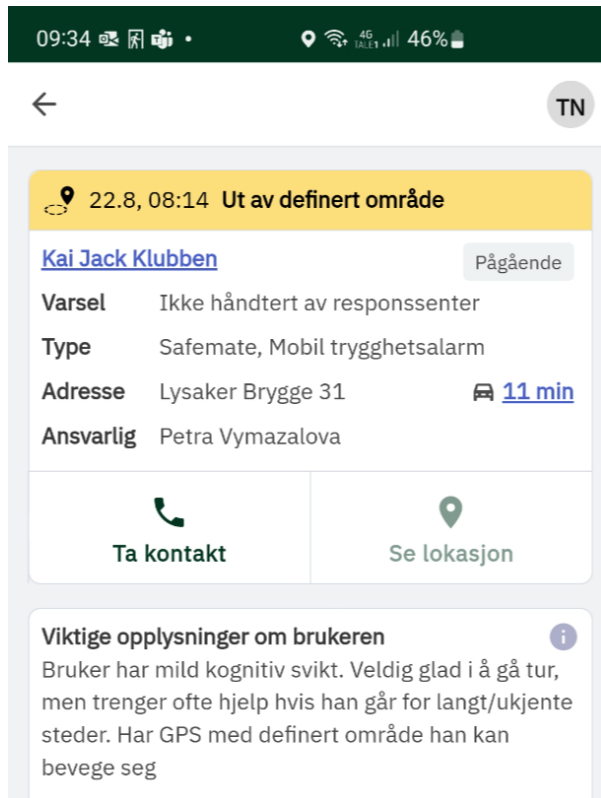 09:34
4G
TALE1
46%
TN
22.8, 08:14 Ut av definert område
Kai Jack Klubben
Pågående
Varsel Ikke håndtert av responssenter
Type Safemate, Mobil trygghetsalarm
Adresse Lysaker Brygge 31 11 min
Ansvarlig Petra Vymazalova
Ta kontakt Se lokasjon
Viktige opplysninger om brukeren
Bruker har mild kognitiv svikt. Veldig glad i å gå tur,
men trenger ofte hjelp hvis han går for langt/ukjente
steder. Har GPS med definert område han kan
bevege seg